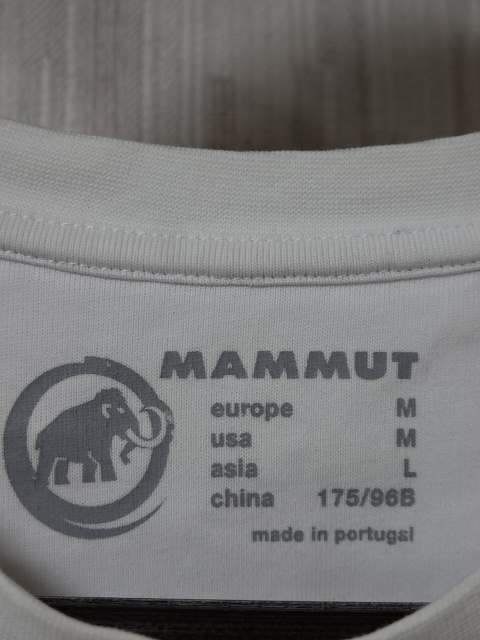 MAMMUT
europe M
usa M
asia L
china 175/96B
made in portugal